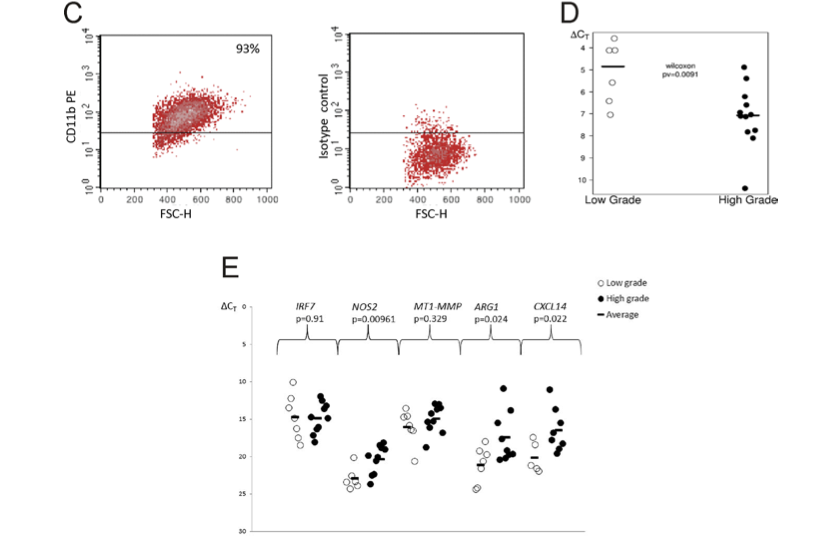 C
D
93%
CD11b PE
10⁰ 10¹ 10² 10³ 10⁴
0 200 400 600 800 1000
FSC-H
Isotype control
10⁰ 10¹ 10² 10³ 10⁴
0 200 400 600 800 1000
FSC-H
ΔCT
4
5
6
7
8
9
10
wilcoxon
pv=0.0091
Low Grade High Grade
E
Low grade
High grade
Average
ΔCT
0
5
10
15
20
25
30
IRF7 NOS2 MT1-MMP ARG1 CXCL14
p=0.91 p=0.00961 p=0.329 p=0.024 p=0.022